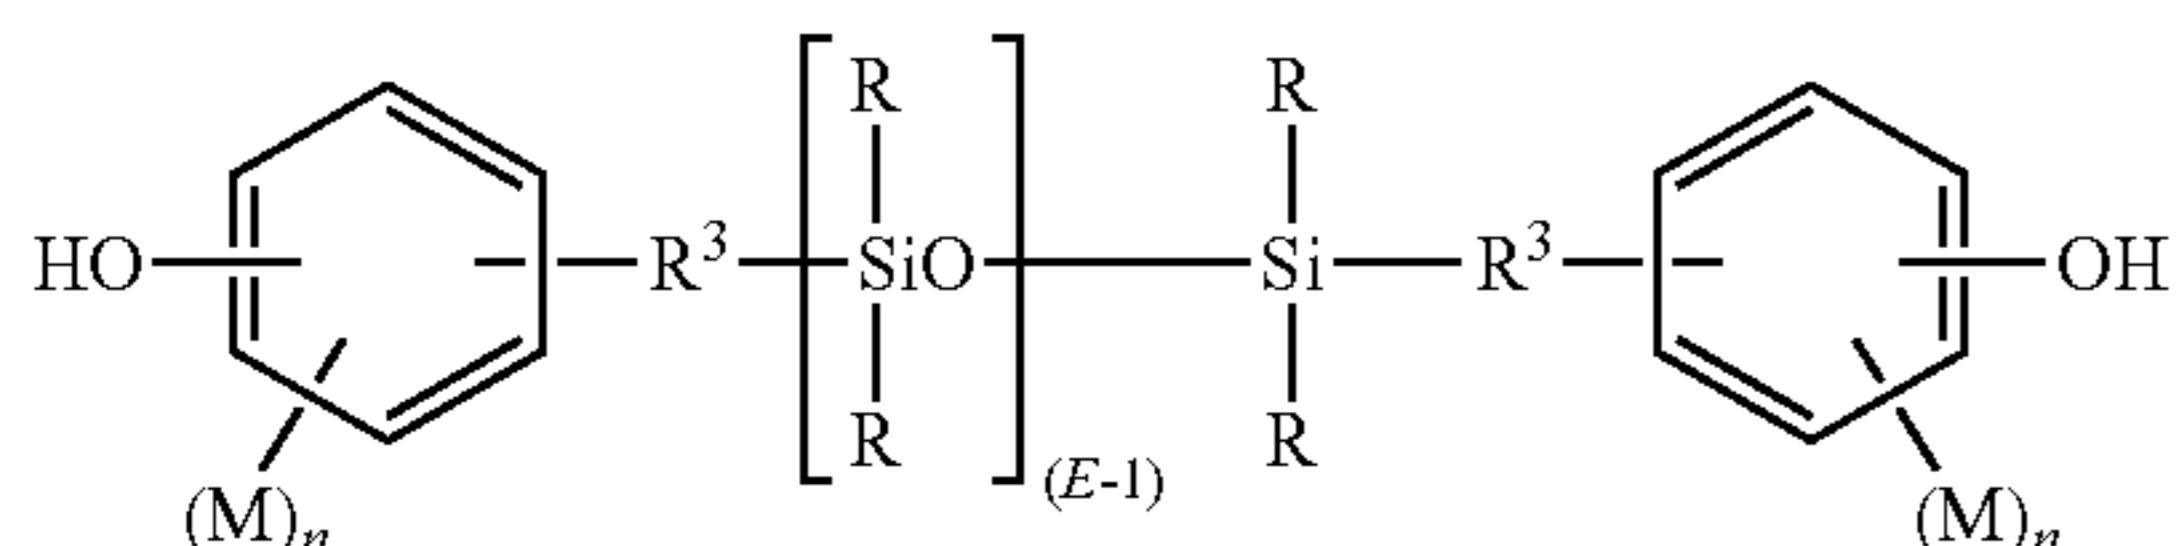 R R
HO R³ SiO Si R³ OH
R R
(E-1)
(M)n (M)n